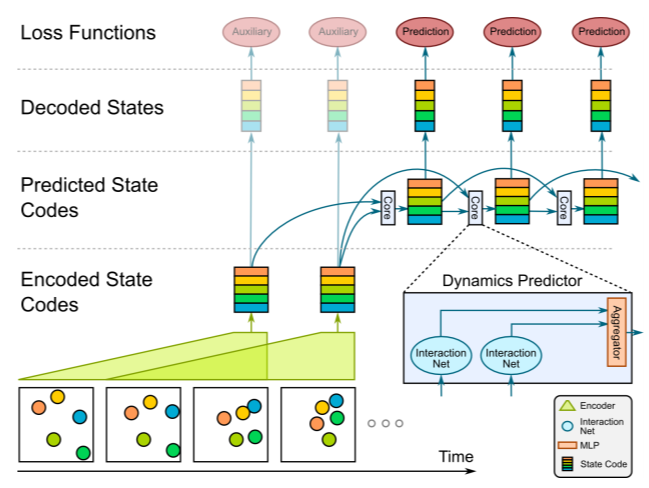 Loss Functions
Auxiliary
Auxiliary
Prediction
Prediction
Prediction
Decoded States
Predicted State
Codes
Core
Core
Core
Encoded State
Codes
Dynamics Predictor
Interaction
Net
Interaction
Net
Aggregator
Encoder
Interaction
Net
MLP
State Code
Time